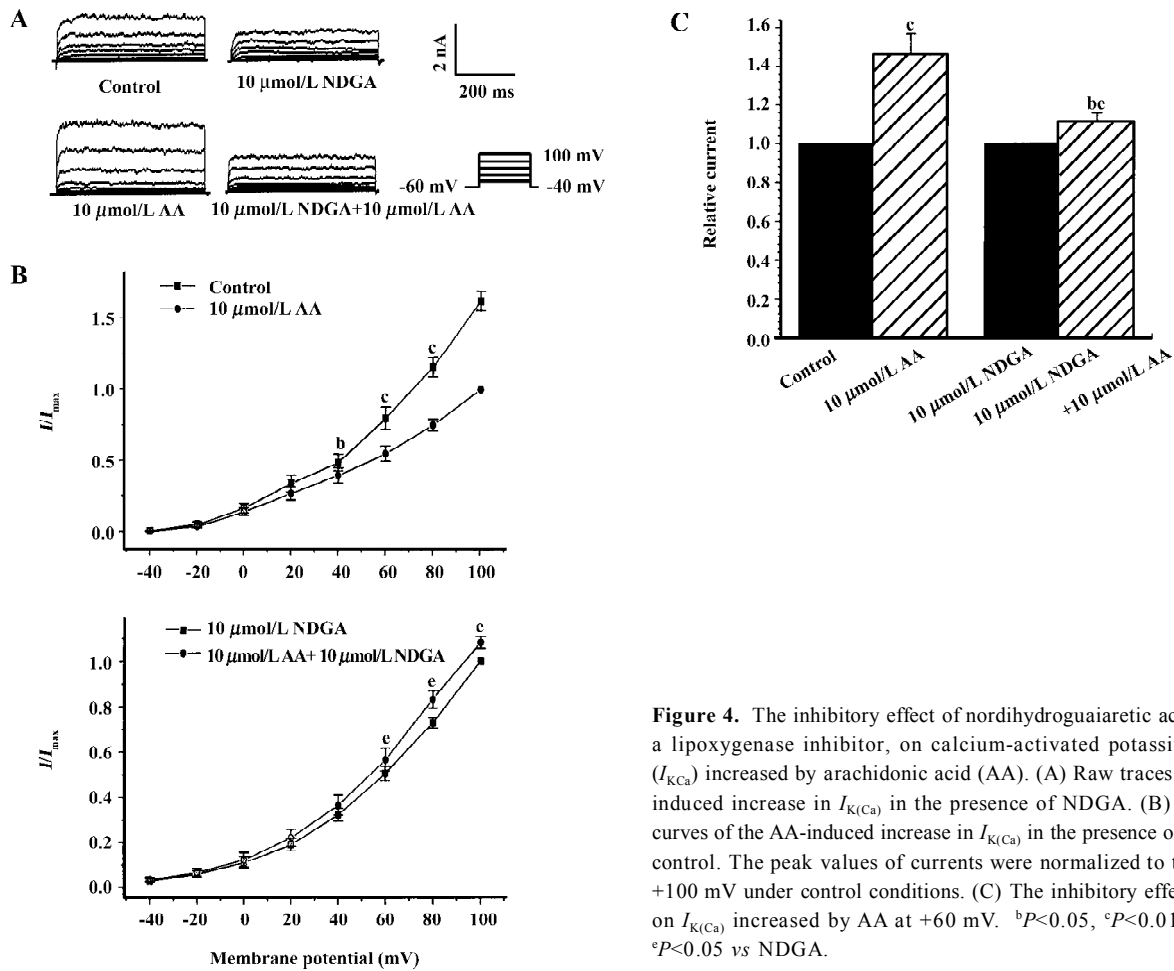 A
Control
10 μmol/L NDGA
2 nA
200 ms
10 μmol/L AA
10 μmol/L NDGA+10 μmol/L AA
100 mV
-60 mV
-40 mV
B
Control
10 μmol/L AA
I/Imax
1.5
1.0
0.5
0.0
b
c
c
-40 -20 0 20 40 60 80 100
10 μmol/L NDGA
10 μmol/L AA+ 10 μmol/L NDGA
I/Imax
1.0
0.8
0.6
0.4
0.2
0.0
e
e
c
-40 -20 0 20 40 60 80 100
Membrane potential (mV)
C
Relative current
1.6
1.4
1.2
1.0
0.8
0.6
0.4
0.2
0.0
c
bc
Control
10 μmol/L AA
10 μmol/L NDGA
10 μmol/L NDGA
+10 μmol/L AA
Figure 4. The inhibitory effect of nordihydroguaiaretic
a lipoxygenase inhibitor, on calcium-activated
(IKCa) increased by arachidonic acid (AA). (A) Raw traces
induced increase in IK(Ca) in the presence of NDGA. (B)
curves of the AA-induced increase in IK(Ca) in the presence
control. The peak values of currents were normalized to
+100 mV under control conditions. (C) The inhibitory
on IK(Ca) increased by AA at +60 mV. bP<0.05, cP<0.01
eP<0.05 vs NDGA.